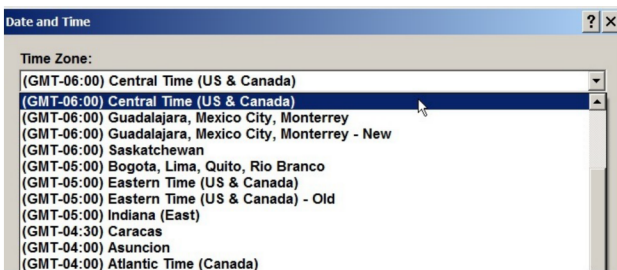 Date and Time
? ×
Time Zone:
(GMT-06:00) Central Time (US & Canada)
(GMT-06:00) Central Time (US & Canada)
(GMT-06:00) Guadalajara, Mexico City, Monterrey
(GMT-06:00) Guadalajara, Mexico City, Monterrey - New
(GMT-06:00) Saskatchewan
(GMT-05:00) Bogota, Lima, Quito, Rio Branco
(GMT-05:00) Eastern Time (US & Canada)
(GMT-05:00) Eastern Time (US & Canada) - Old
(GMT-05:00) Indiana (East)
(GMT-04:30) Caracas
(GMT-04:00) Asuncion
(GMT-04:00) Atlantic Time (Canada)